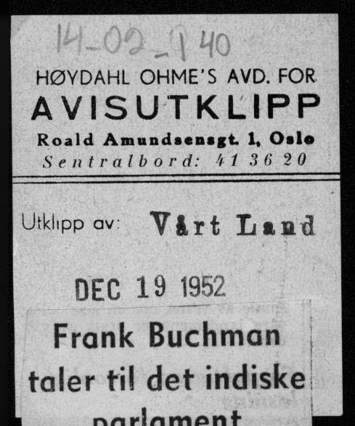 14-02-P 40
HØYDAHL OHME'S AVD. FOR
AVISUTKLIPP
Roald Amundsensgt. 1, Oslo
Sentralbord: 41 36 20
Utklipp av: Vårt Land
DEC 19 1952
Frank Buchman
taler til det indiske
parlament